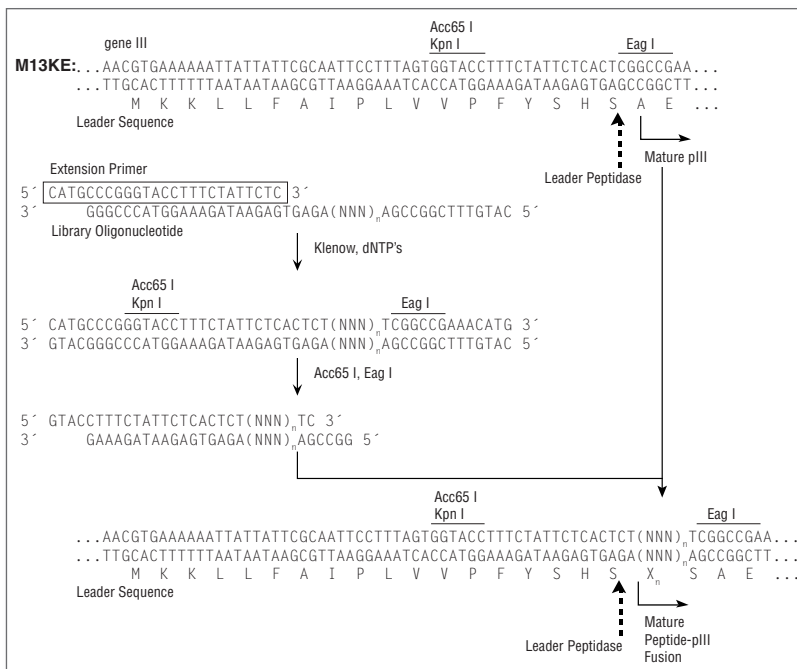 gene III
Acc65 I
Kpn I
Eag I
M13KE:...AACGTGAAAAAATTATTATTCGCAATTCCTTTAGTGGTACCTTTCTATTCTCACTCGGCCGAA...
...TTGCACTTTTTTAATAATAAGCGTTAAGGAAATCACCATGGAAAGATAAGAGTGAGCCGGCTT...
M K K L L F A I P L V V P F Y S H S A E ...
Leader Sequence
Leader Peptidase
Mature pIII
Extension Primer
5´ CATGCCCGGGTACCTTTCTATTCTC 3´
3´ GGGCCCATGGAAAGATAAGAGTGAGA(NNN)nAGCCGGCTTTGTAC 5´
Library Oligonucleotide
Klenow, dNTP's
Acc65 I
Kpn I
Eag I
5´ CATGCCCGGGTACCTTTCTATTCTCACTCT(NNN)nTCGGCCGAAACATG 3´
3´ GTACGGGCCCATGGAAAGATAAGAGTGAGA(NNN)nAGCCGGCTTTGTAC 5´
Acc65 I, Eag I
5´ GTACCTTTCTATTCTCACTCT(NNN)nTC 3´
3´ GAAAGATAAGAGTGAGA(NNN)nAGCCGG 5´
Acc65 I
Kpn I
Eag I
...AACGTGAAAAAATTATTATTCGCAATTCCTTTAGTGGTACCTTTCTATTCTCACTCT(NNN)nTCGGCCGAA...
...TTGCACTTTTTTAATAATAAGCGTTAAGGAAATCACCATGGAAAGATAAGAGTGAGA(NNN)nAGCCGGCTT...
M K K L L F A I P L V V P F Y S H S Xn S A E ...
Leader Sequence
Leader Peptidase
Mature
Peptide-pIII
Fusion